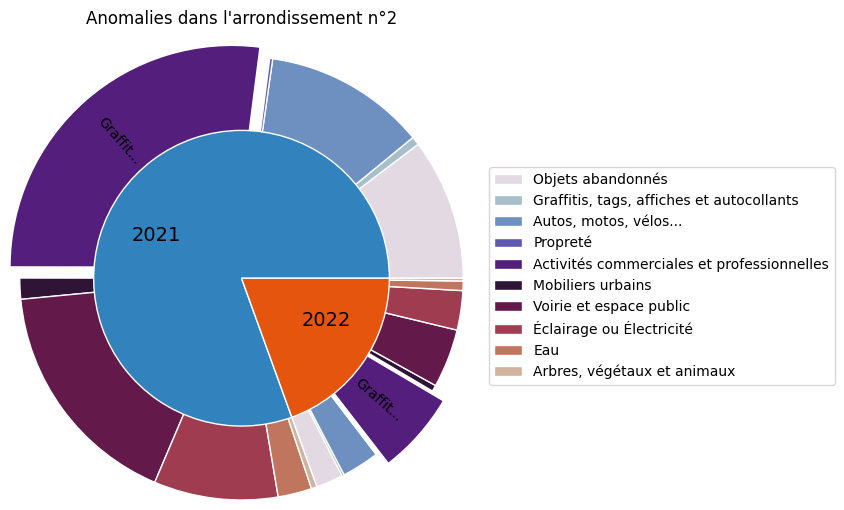 Anomalies dans l'arrondissement n°2
Graffit...
2021
2022
Graffit...
Objets abandonnés
Graffitis, tags, affiches et autocollants
Autos, motos, vélos...
Propreté
Activités commerciales et professionnelles
Mobiliers urbains
Voirie et espace public
Éclairage ou Électricité
Eau
Arbres, végétaux et animaux